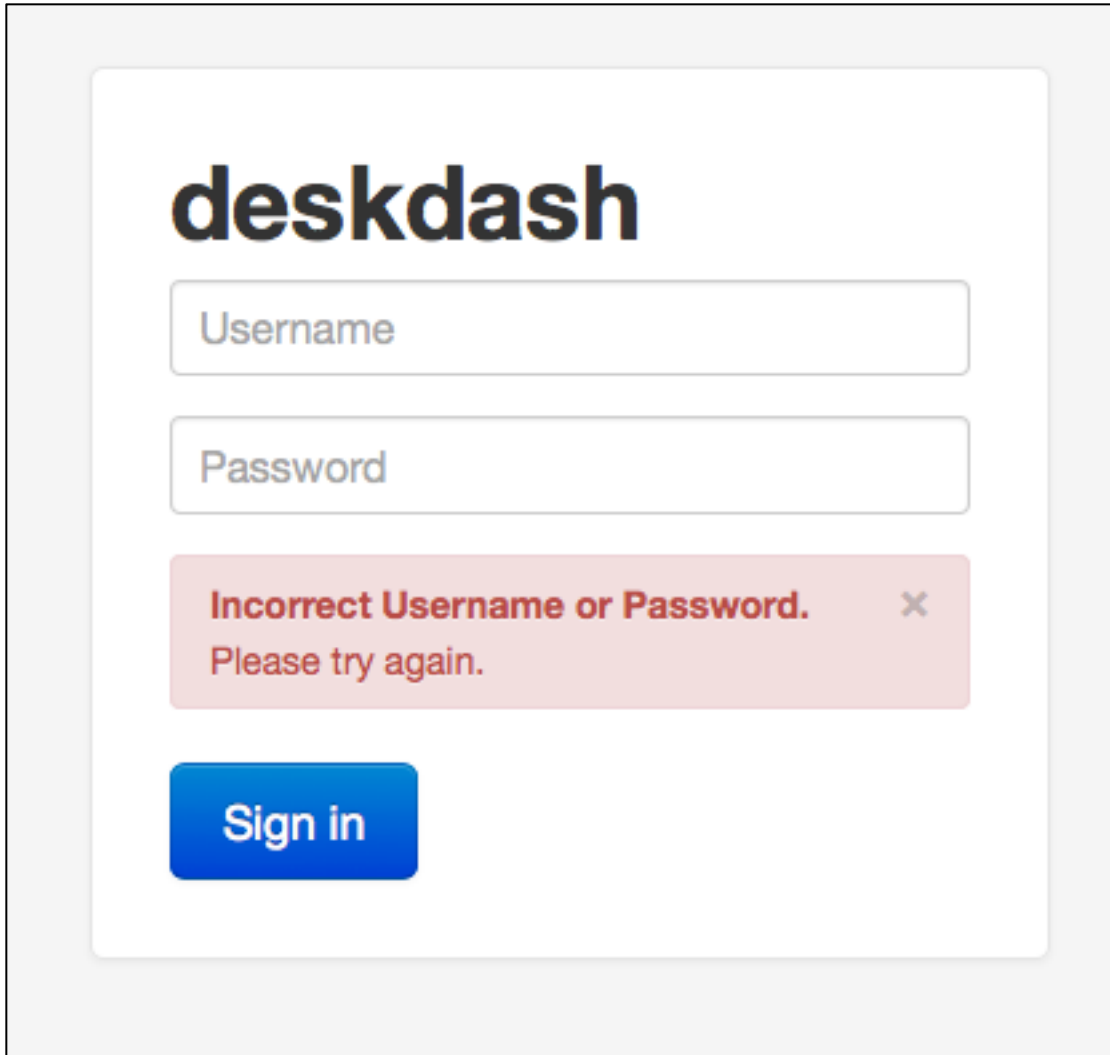 deskdash
Username
Password
Incorrect Username or Password.
Please try again.
Sign in